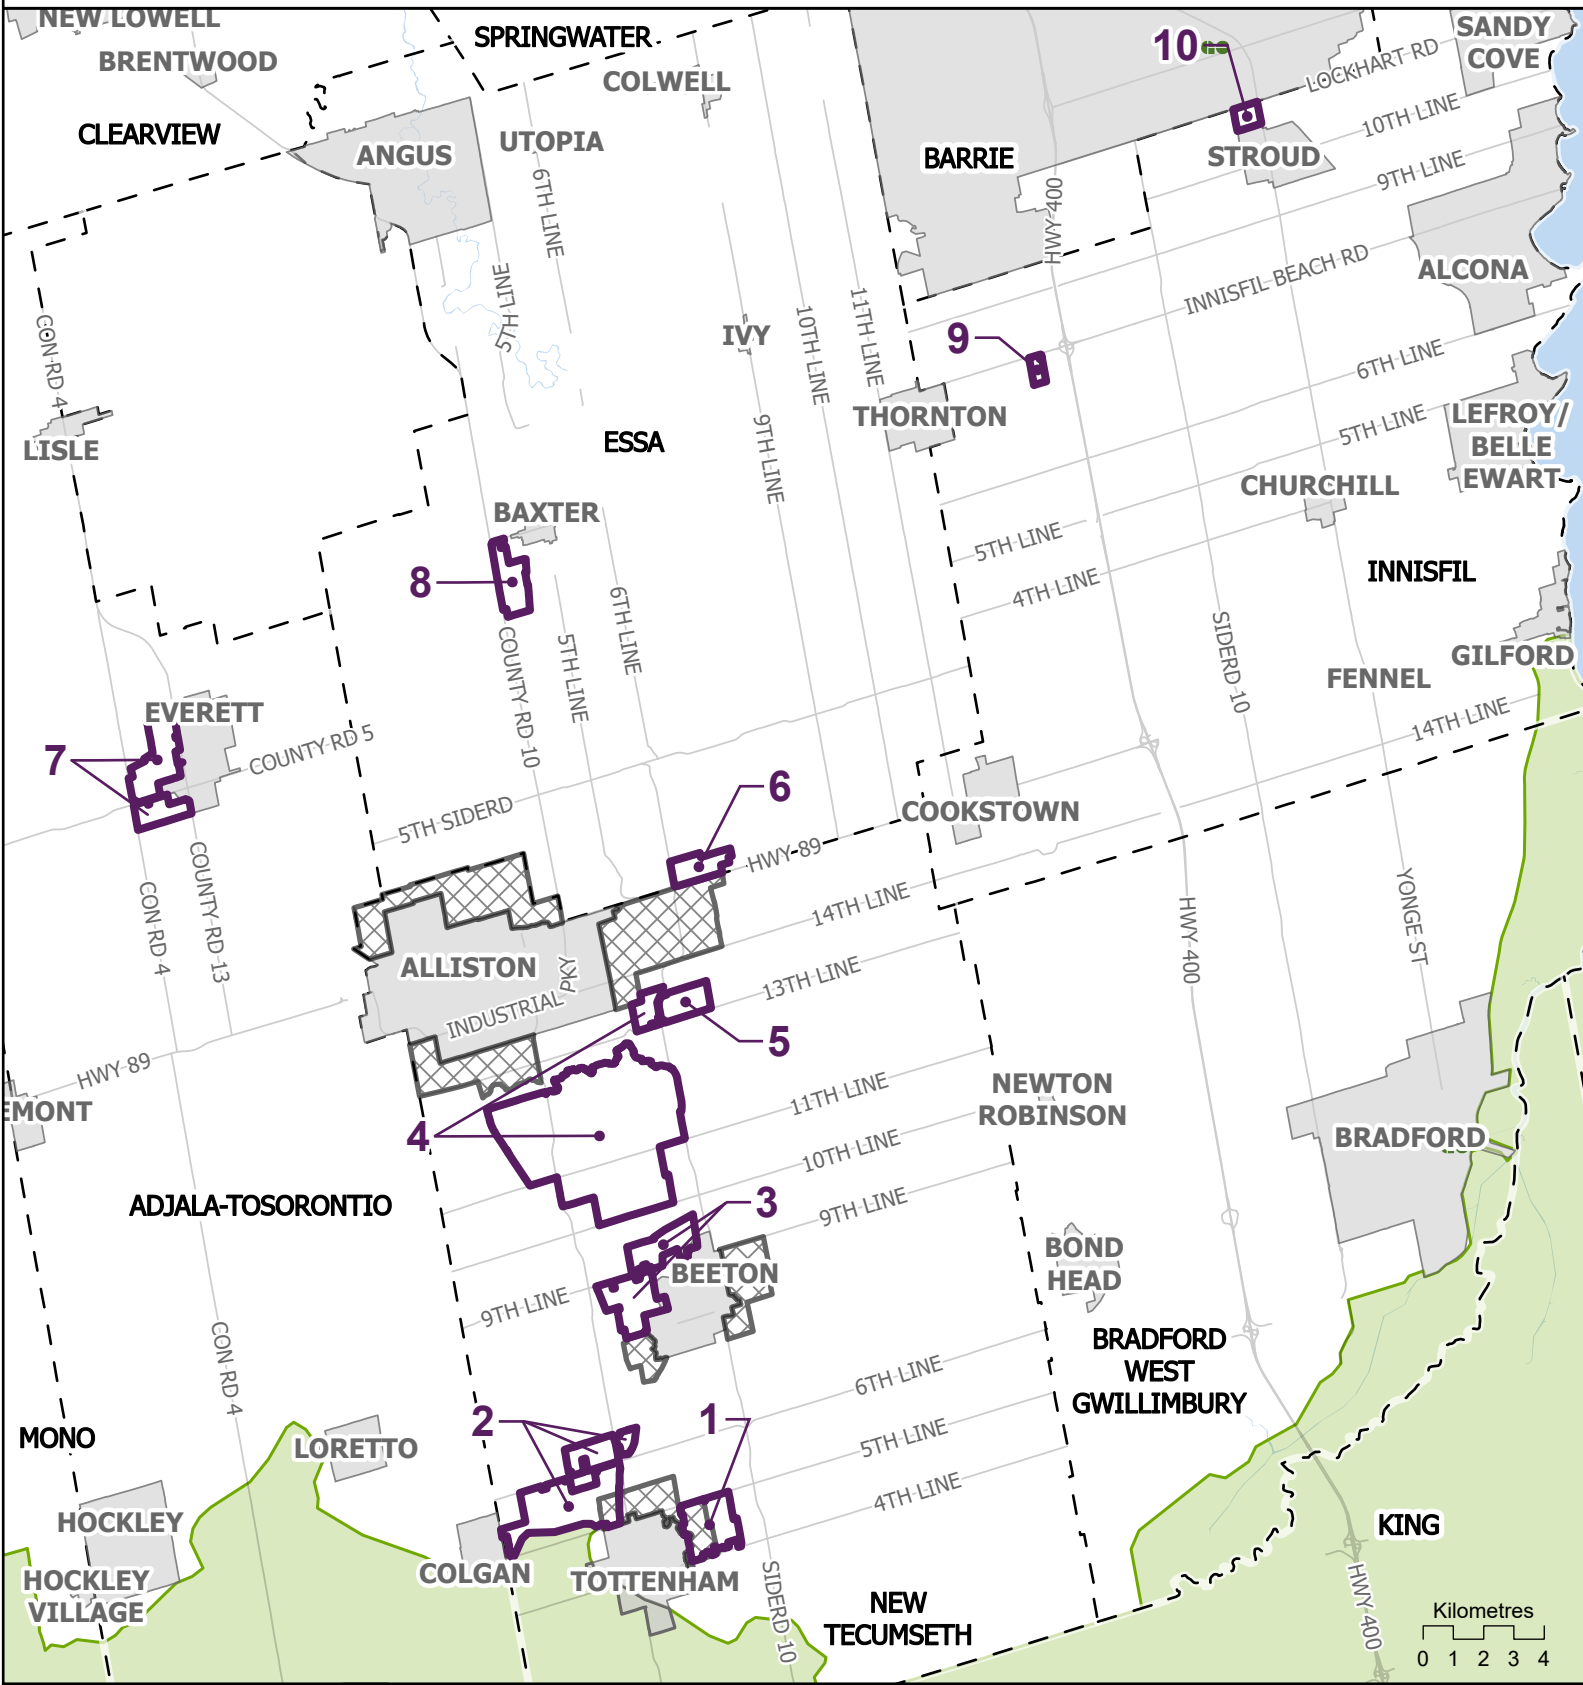 NEW LOWELL
BRENTWOOD
SPRINGWATER
COLWELL
10
SANDY
COVE
LOCKHART RD
CLEARVIEW
ANGUS
UTOPIA
10TH LINE
BARRIE
STROUD
9TH LINE
6TH LINE
HWY 400
5TH LINE
INNISFIL BEACH RD
ALCONA
CON RD 4
IVY
10TH LINE
11TH LINE
9
6TH LINE
THORNTON
5TH LINE
LEFROY/
BELLE
EWART
LISLE
ESSA
9TH LINE
CHURCHILL
BAXTER
5TH LINE
8
4TH LINE
INNISFIL
6TH LINE
COUNTY RD 10
5TH LINE
SIDERD 10
GILFORD
FENNEL
EVERETT
14TH LINE
COUNTY RD 5
7
6
5TH SIDERD
COOKSTOWN
HWY 89
COUNTY RD 13
CON RD 4
14TH LINE
YONGE ST
HWY 400
ALLISTON
PKY
INDUSTRIAL
13TH LINE
5
HWY 89
EMONT
11TH LINE
NEWTON
ROBINSON
4
10TH LINE
BRADFORD
ADJALA-TOSORONTIO
3
9TH LINE
BEETON
BOND
HEAD
9TH LINE
CON RD 4
BRADFORD
WEST
GWILLIMBURY
6TH LINE
MONO
2
1
LORETTO
5TH LINE
4TH LINE
HOCKLEY
KING
COLGAN
TOTTENHAM
HOCKLEY
VILLAGE
SIDERD 10
NEW
TECUMSETH
HWY 400
Kilometres
0 1 2 3 4